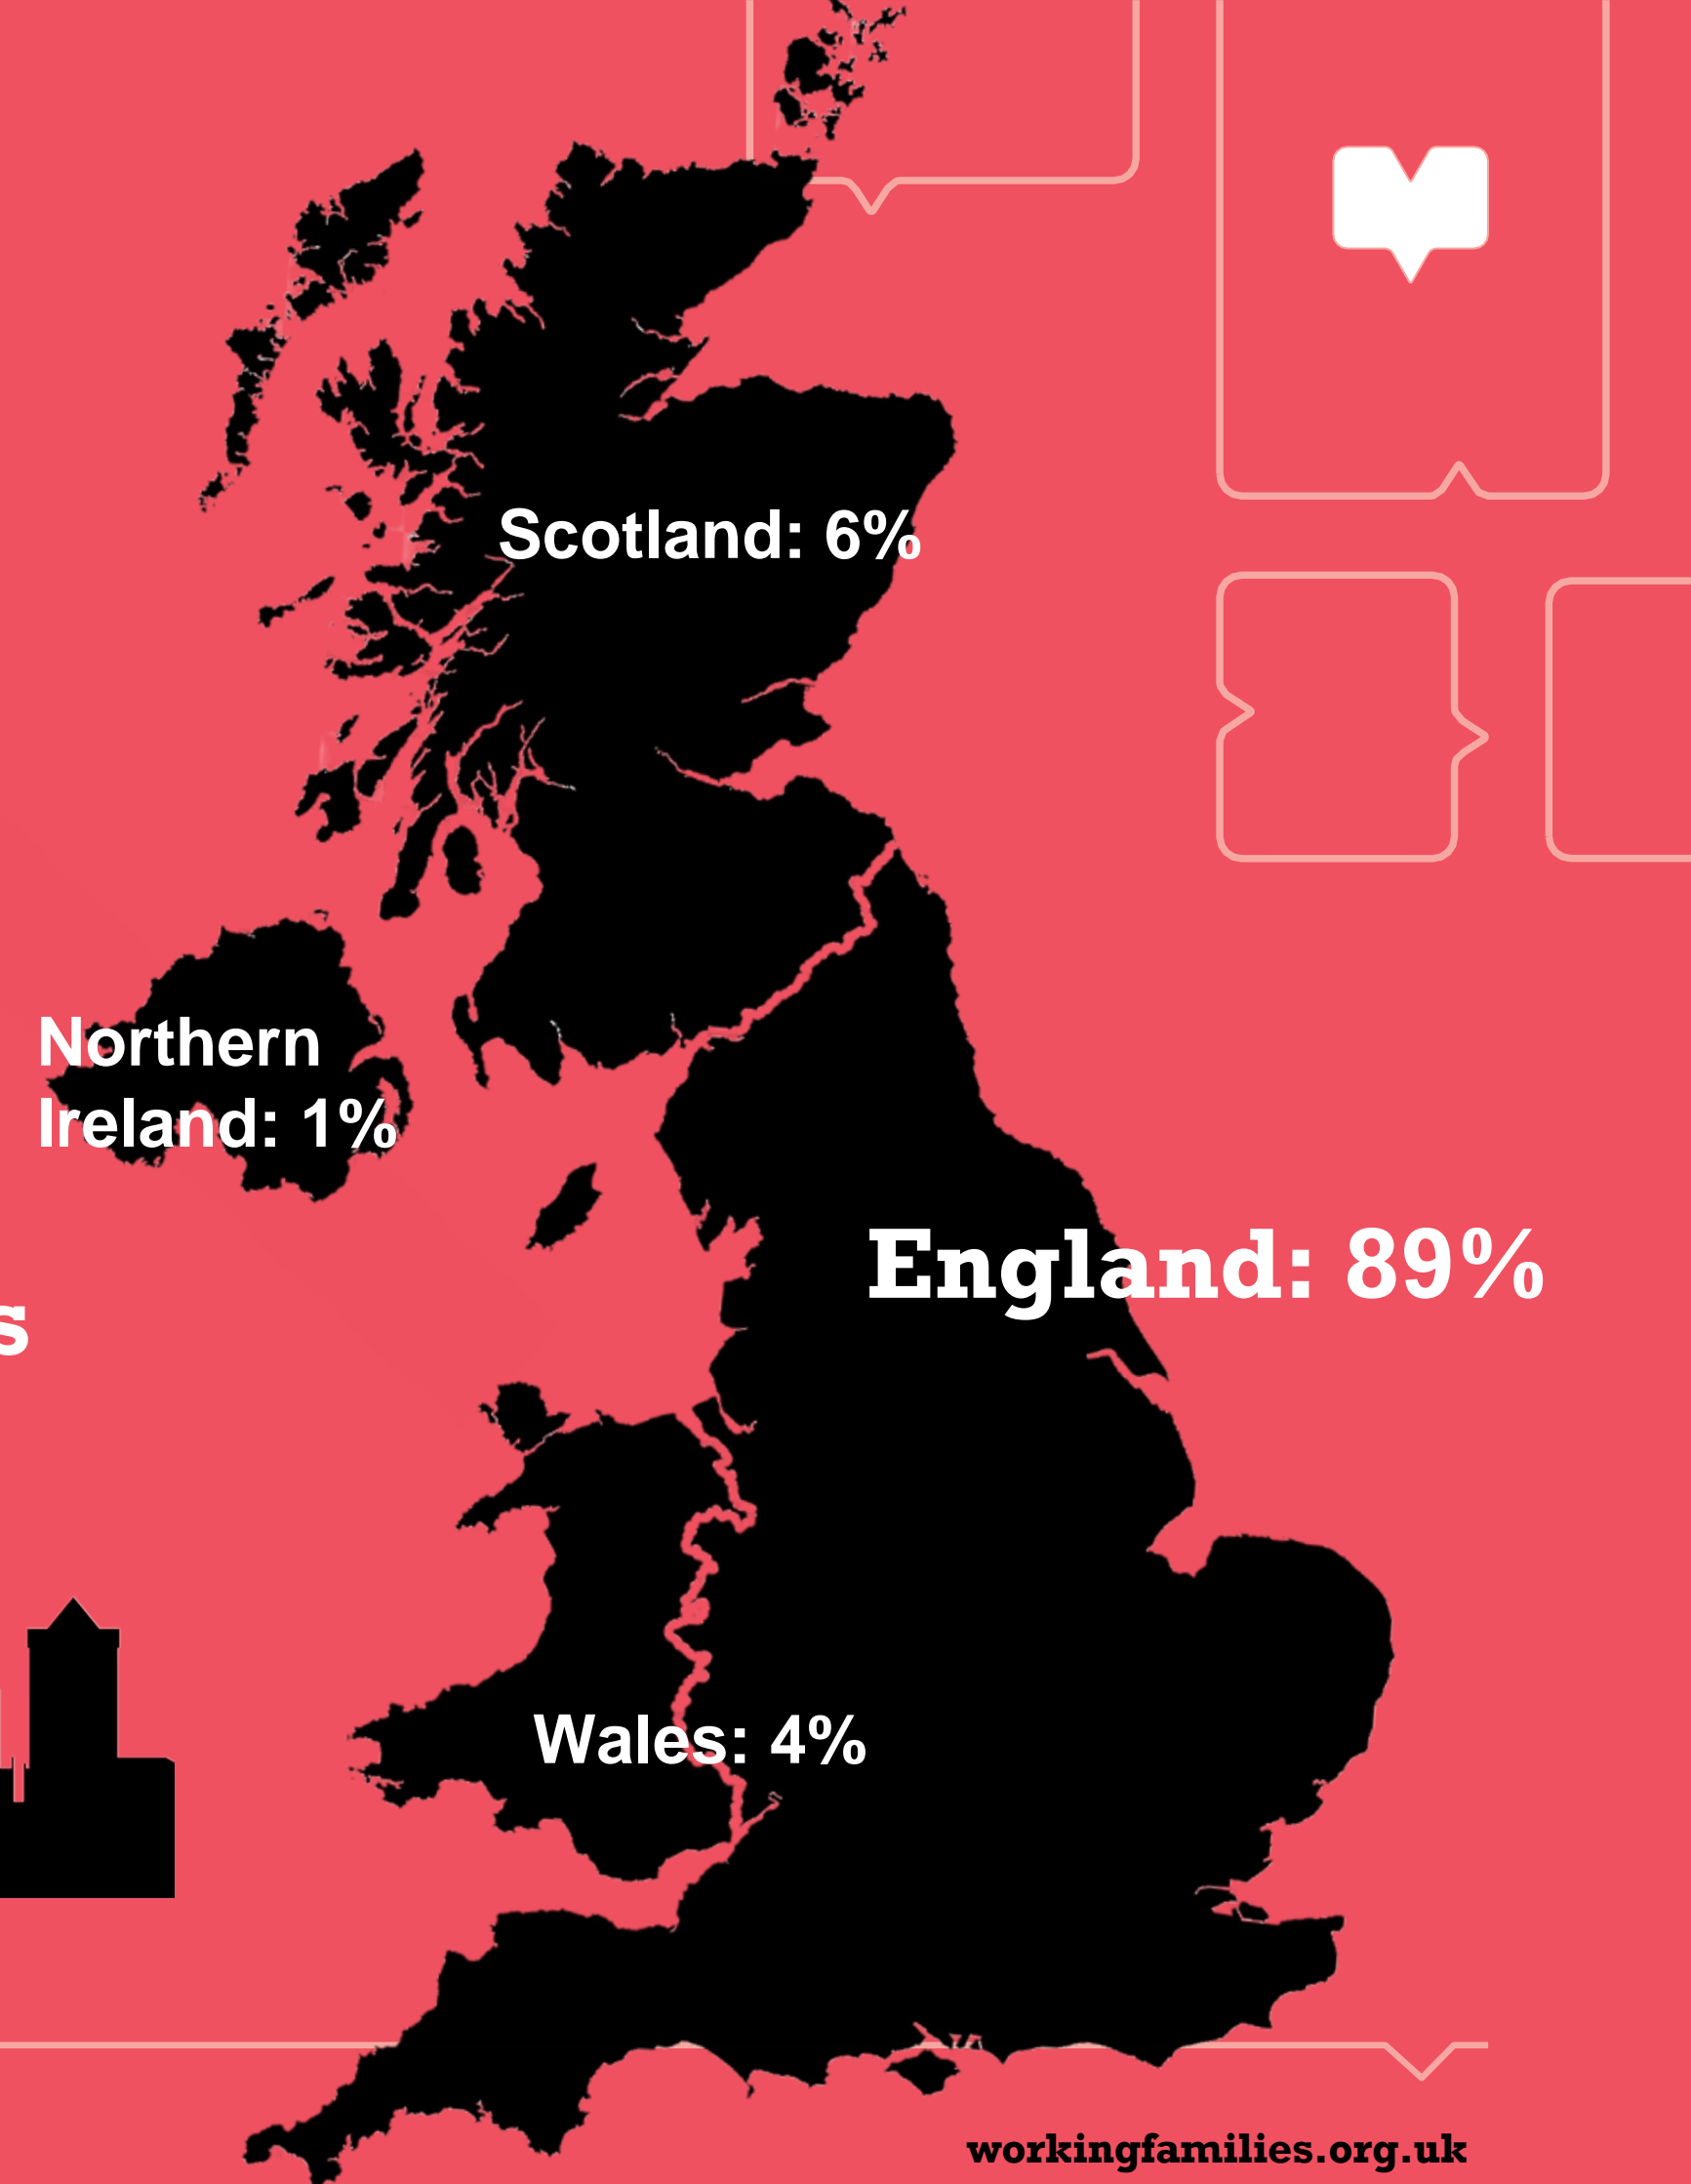 Scotland: 6%
Northern
Ireland: 1%
England: 89%
s
Wales: 4%
workingfamilies.org.uk